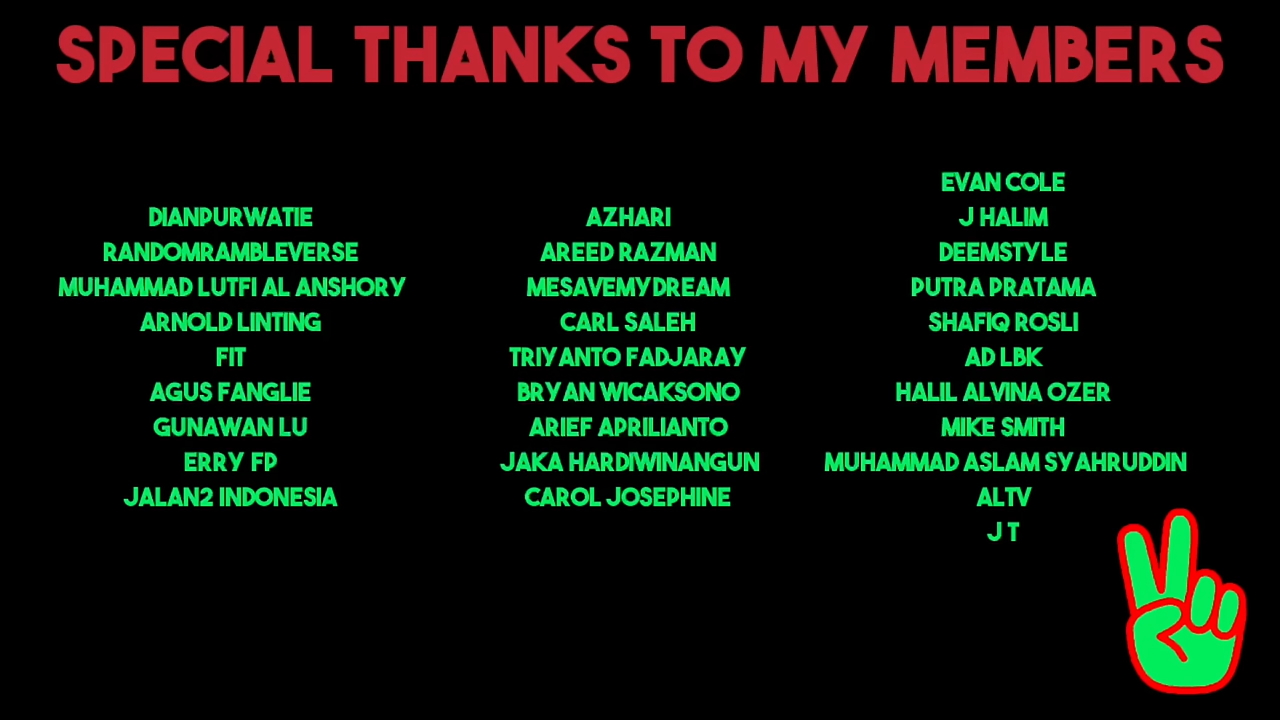 SPECIAL THANKS TO MY MEMBERS
DIANPURWATIE
RANDOMRAMBLEVERSE
MUHAMMAD LUTFI AL ANSHORY
ARNOLD LINTING
FIT
AGUS FANGLIE
GUNAWAN LU
ERRY FP
JALAN2 INDONESIA
AZHARI
AREED RAZMAN
MESAVEMYDREAM
CARL SALEH
TRIYANTO FADJARAY
BRYAN WICAKSONO
ARIEF APRILIANTO
JAKA HARDIWINANGUN
CAROL JOSEPHINE
EVAN COLE
J HALIM
DEEMSTYLE
PUTRA PRATAMA
SHAFIQ ROSLI
AD LBK
HALIL ALVINA OZER
MIKE SMITH
MUHAMMAD ASLAM SYAHRUDDIN
ALTV
J T